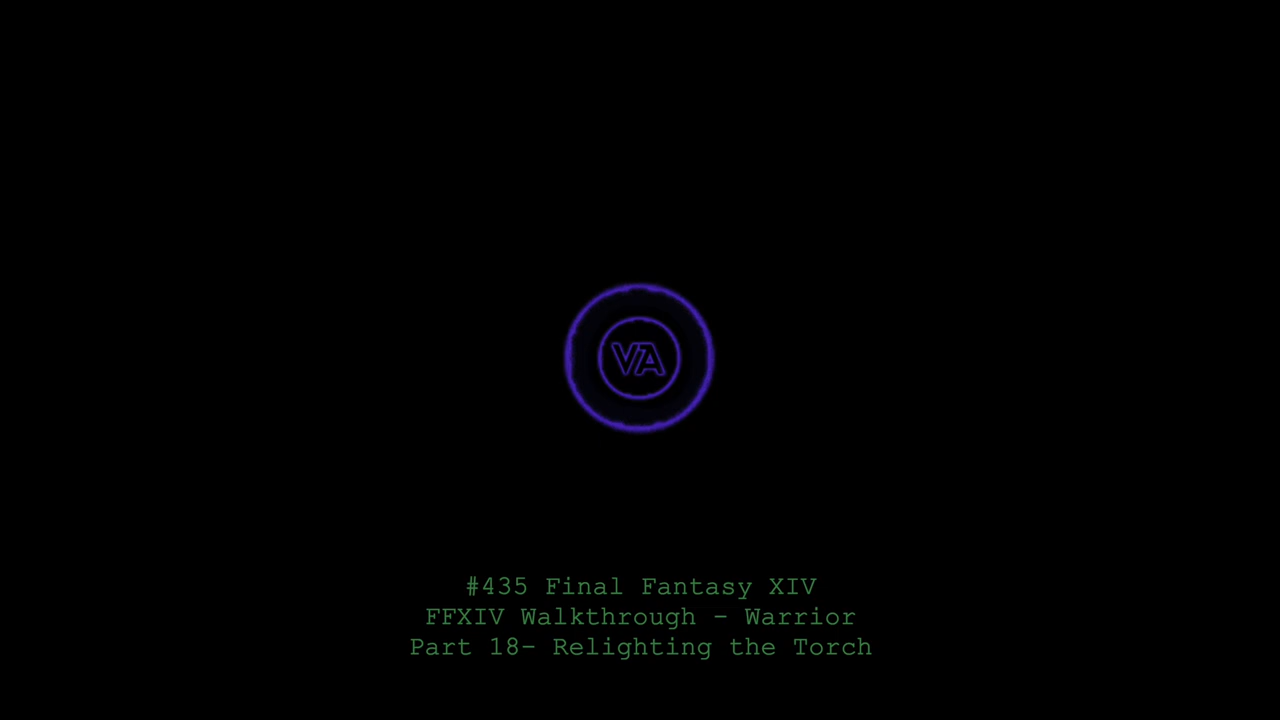 VA
#435 Final Fantasy XIV
FFXIV Walkthrough - Warrior
Part 18- Relighting the Torch